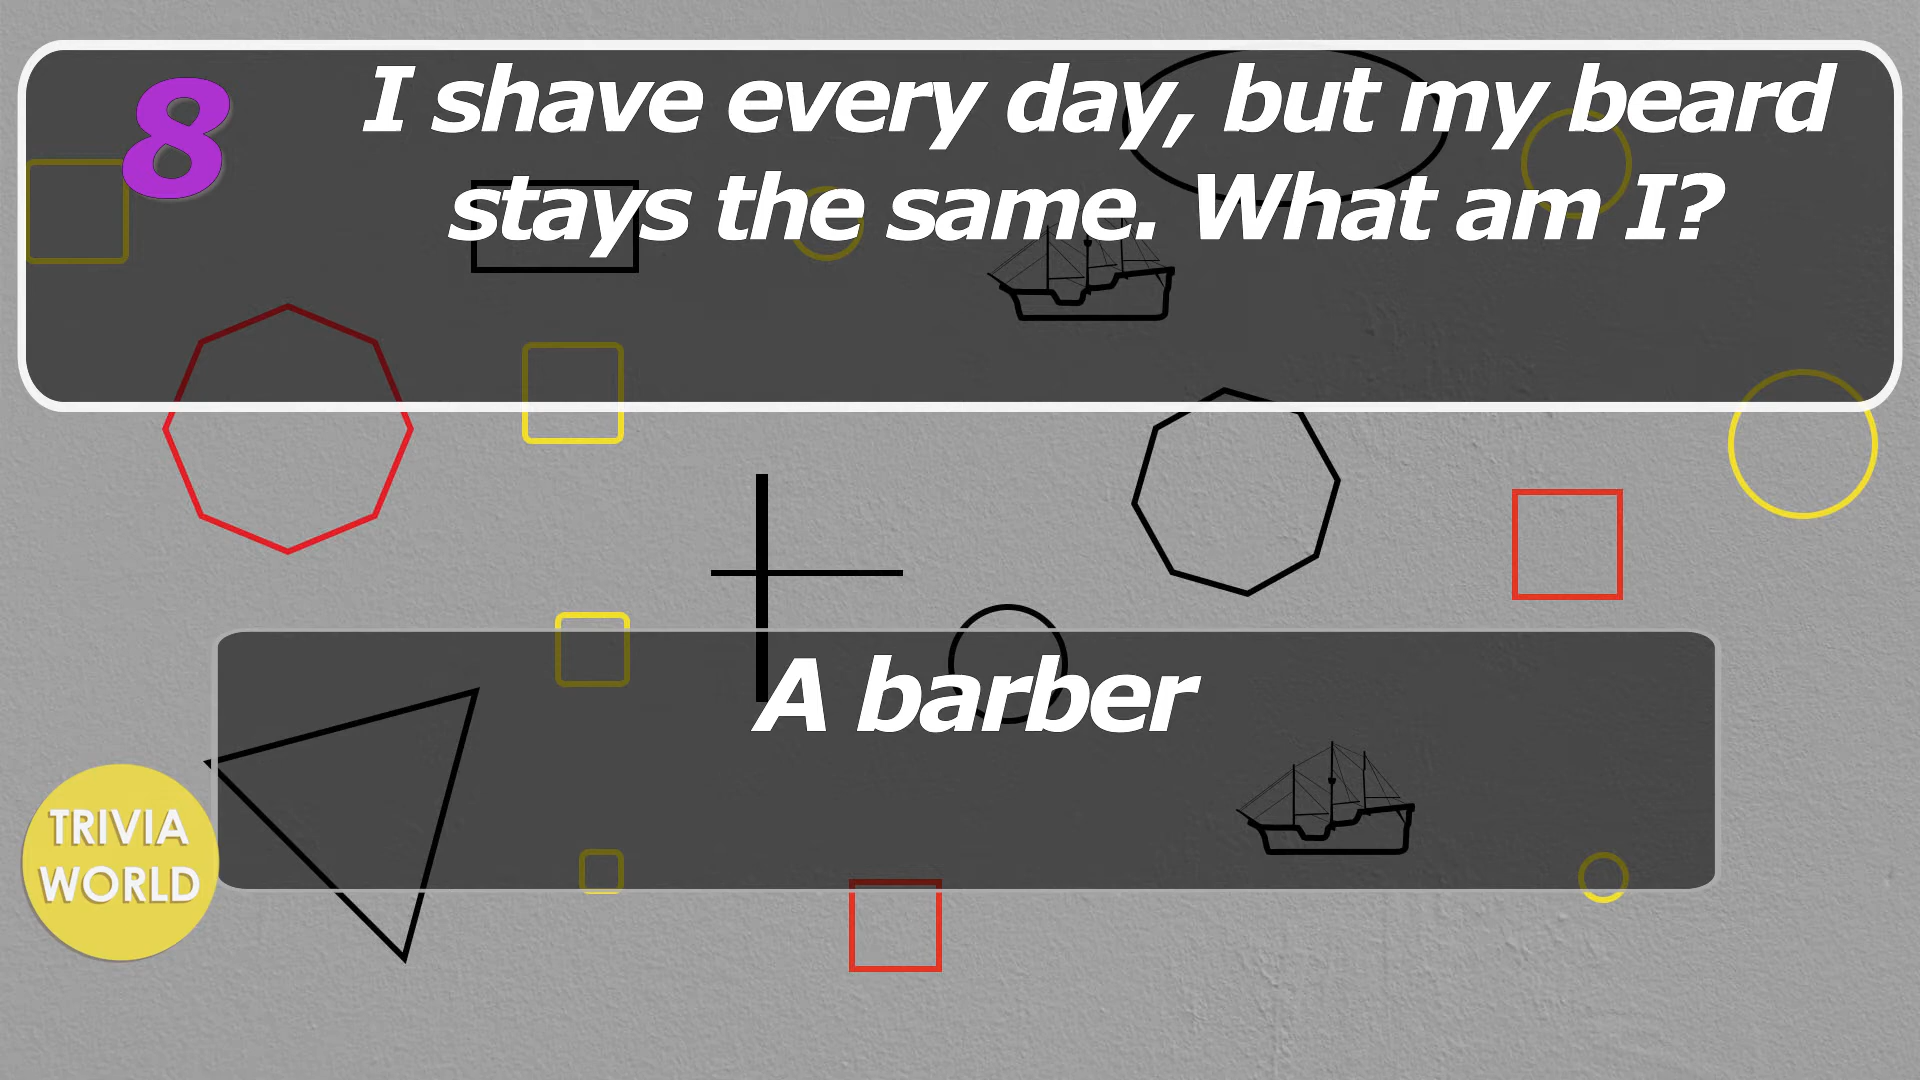 8
I shave every day, but my beard
stays the same. What am I?
A barber
TRIVIA
WORLD